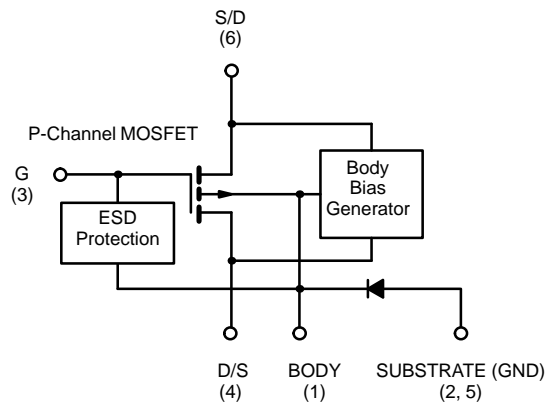 S/D
(6)
P-Channel MOSFET
G
(3)
Body
Bias
Generator
ESD
Protection
D/S
(4)
BODY
(1)
SUBSTRATE (GND)
(2, 5)